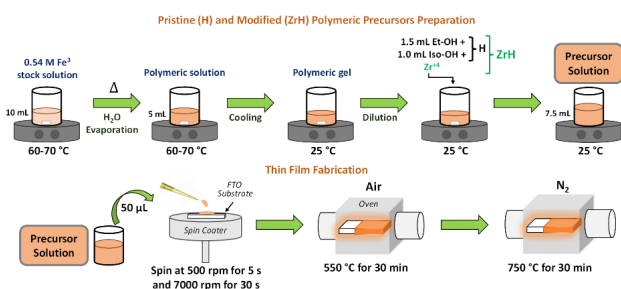 Pristine (H) and Modified (ZrH) Polymeric Precursors Preparation
0.54 M Fe³
stock solution
10 mL
60-70 °C
Δ
H₂O
Evaporation
Polymeric solution
5 mL
60-70 °C
Cooling
Polymeric gel
25 °C
Dilution
1.5 mL Et-OH +
1.0 mL Iso-OH +
Zr⁺⁴
H
ZrH
25 °C
Precursor
Solution
7.5 mL
25 °C
Thin Film Fabrication
Precursor
Solution
50 µL
FTO
Substrate
Spin Coater
Spin at 500 rpm for 5 s
and 7000 rpm for 30 s
Air
Oven
550 °C for 30 min
N₂
750 °C for 30 min